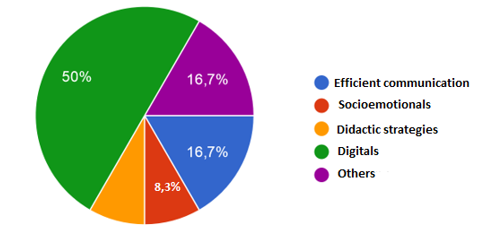 50%
16,7%
16,7%
8,3%
Efficient communication
Socioemotionals
Didactic strategies
Digitals
Others